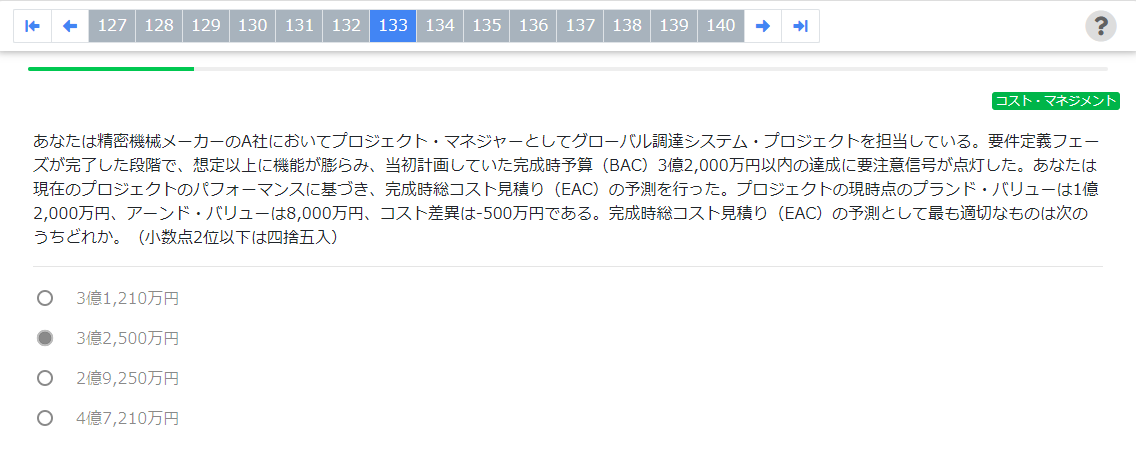 127 128 129 130 131 132 133 134 135 136 137 138 139 140 ?
コスト・マネジメント
あなたは精密機械メーカーのA社においてプロジェクト・マネジャーとしてグローバル調達システム・プロジェクトを担当している。要件定義フェー
ズが完了した段階で、想定以上に機能が膨らみ、当初計画していた完成時予算（BAC）3億2,000万円以内の達成に要注意信号が点灯した。あなたは
現在のプロジェクトのパフォーマンスに基づき、完成時総コスト見積り（EAC）の予測を行った。プロジェクトの現時点のプランド・バリューは1億
2,000万円、アーンド・バリューは8,000万円、コスト差異は-500万円である。完成時総コスト見積り（EAC）の予測として最も適切なものは次の
うちどれか。（小数点2位以下は四捨五入）
3億1,210万円
3億2,500万円
2億9,250万円
4億7,210万円